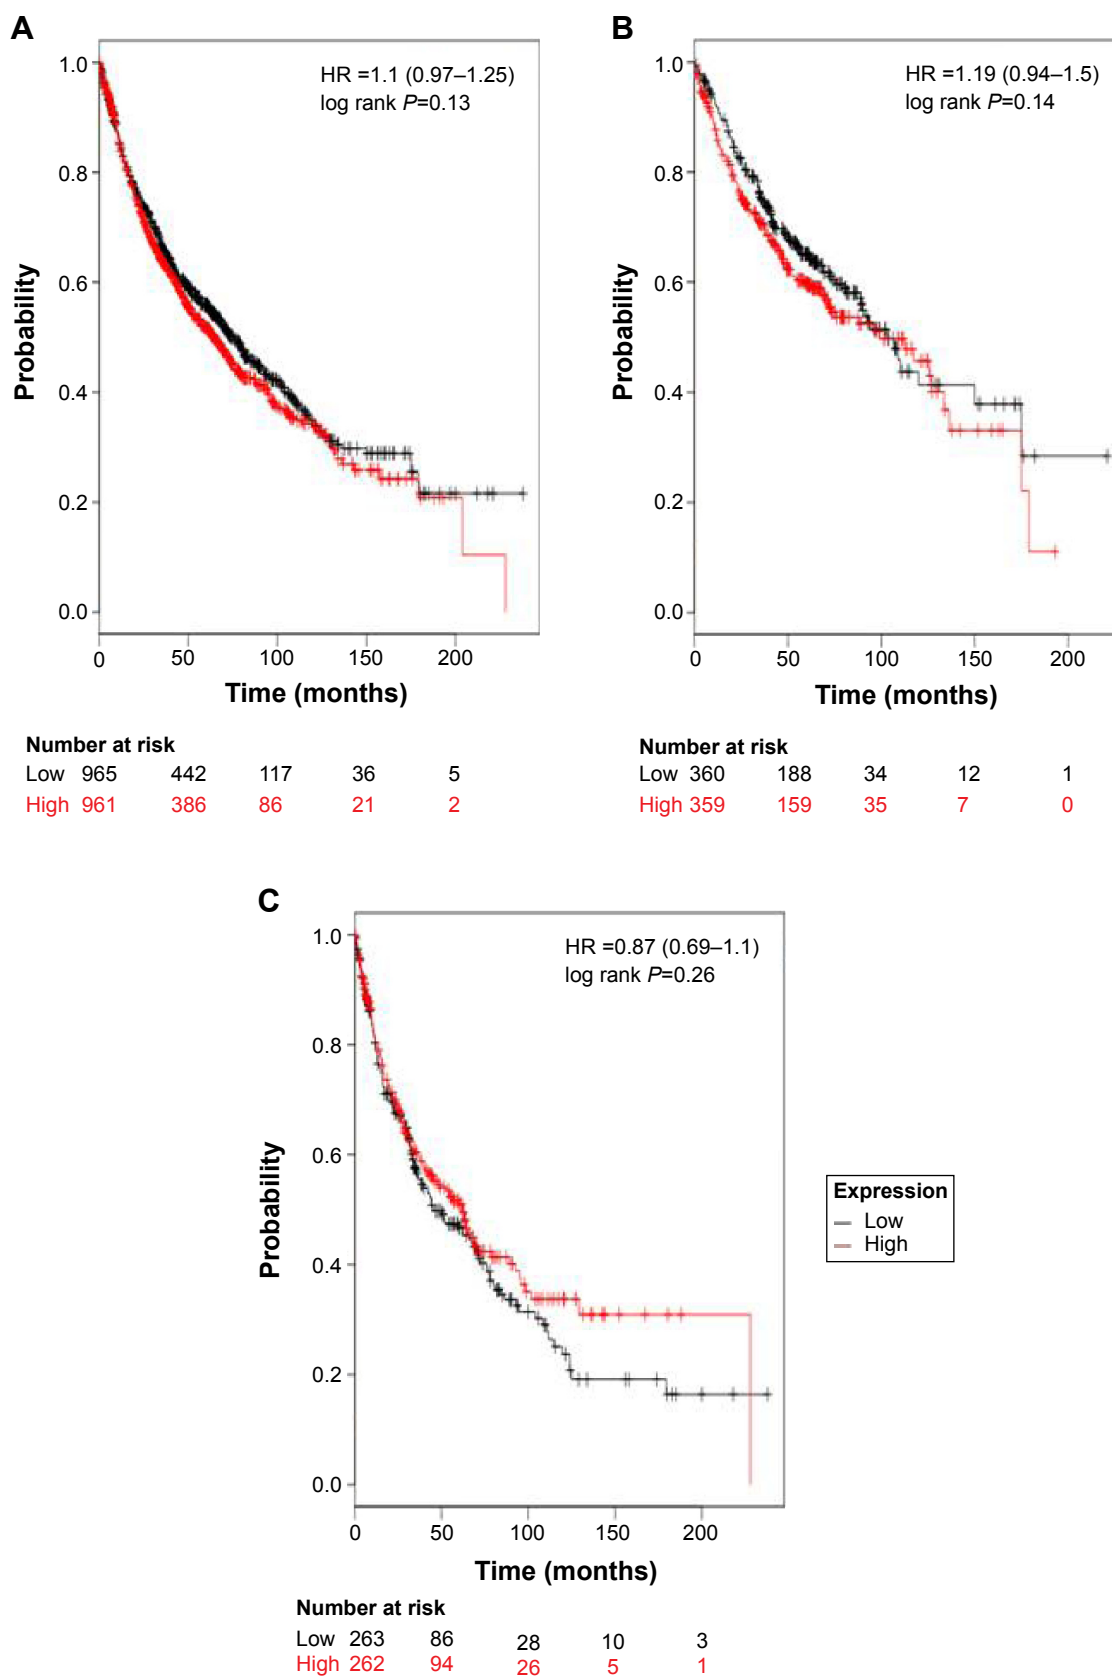 A
HR =1.1 (0.97–1.25)
log rank P=0.13
1.0
0.8
0.6
0.4
0.2
0.0
Probability
0 50 100 150 200
Time (months)
Number at risk
Low 965 442 117 36 5
High 961 386 86 21 2
B
HR =1.19 (0.94–1.5)
log rank P=0.14
1.0
0.8
0.6
0.4
0.2
0.0
Probability
0 50 100 150 200
Time (months)
Number at risk
Low 360 188 34 12 1
High 359 159 35 7 0
C
HR =0.87 (0.69–1.1)
log rank P=0.26
1.0
0.8
0.6
0.4
0.2
0.0
Probability
0 50 100 150 200
Time (months)
Number at risk
Low 263 86 28 10 3
High 262 94 26 5 1
Expression
Low
High